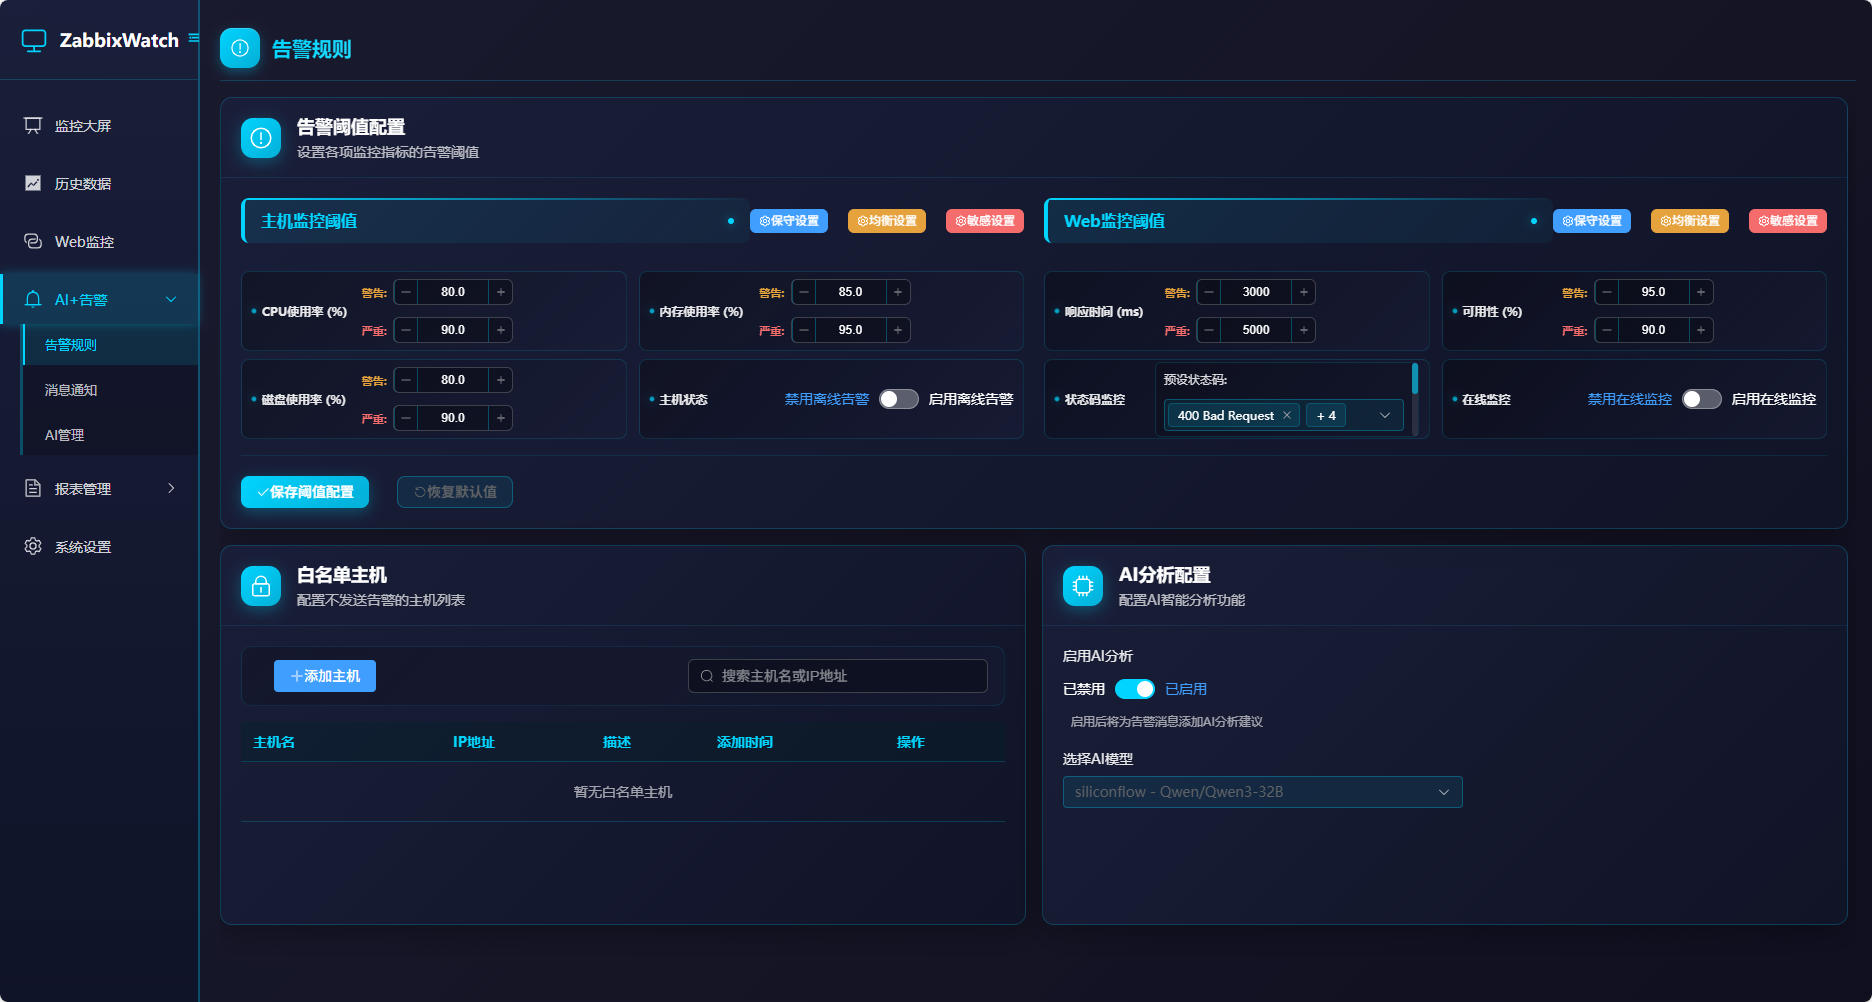 ZabbixWatch
监控大屏
历史数据
Web监控
AI+告警
告警规则
消息通知
AI管理
报表管理
系统设置
告警规则
告警阈值配置
设置各项监控指标的告警阈值
主机监控阈值
保守设置
均衡设置
敏感设置
CPU使用率 (%)
警告: 80.0
严重: 90.0
内存使用率 (%)
警告: 85.0
严重: 95.0
磁盘使用率 (%)
警告: 80.0
严重: 90.0
主机状态
禁用离线告警 启用离线告警
Web监控阈值
保守设置
均衡设置
敏感设置
响应时间 (ms)
警告: 3000
严重: 5000
可用性 (%)
警告: 95.0
严重: 90.0
状态码监控
预设状态码:
400 Bad Request
+ 4
在线监控
禁用在线监控 启用在线监控
保存阈值配置
恢复默认值
白名单主机
配置不发送告警的主机列表
添加主机
搜索主机名或IP地址
主机名 IP地址 描述 添加时间 操作
暂无白名单主机
AI分析配置
配置AI智能分析功能
启用AI分析
已禁用 已启用
启用后将为告警消息添加AI分析建议
选择AI模型
siliconflow - Qwen/Qwen3-32B